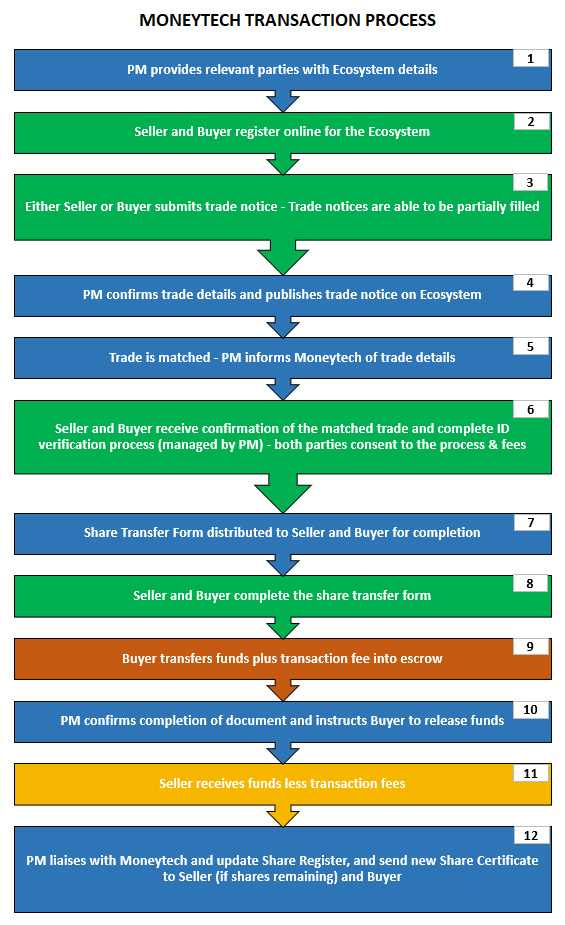 MONEYTECH TRANSACTION PROCESS
1
PM provides relevant parties with Ecosystem details
2
Seller and Buyer register online for the Ecosystem
3
Either Seller or Buyer submits trade notice - Trade notices are able to be partially filled
4
PM confirms trade details and publishes trade notice on Ecosystem
5
Trade is matched - PM informs Moneytech of trade details
6
Seller and Buyer receive confirmation of the matched trade and complete ID
verification process (managed by PM) - both parties consent to the process & fees
7
Share Transfer Form distributed to Seller and Buyer for completion
8
Seller and Buyer complete the share transfer form
9
Buyer transfers funds plus transaction fee into escrow
10
PM confirms completion of document and instructs Buyer to release funds
11
Seller receives funds less transaction fees
12
PM liaises with Moneytech and update Share Register, and send new Share Certificate
to Seller (if shares remaining) and Buyer